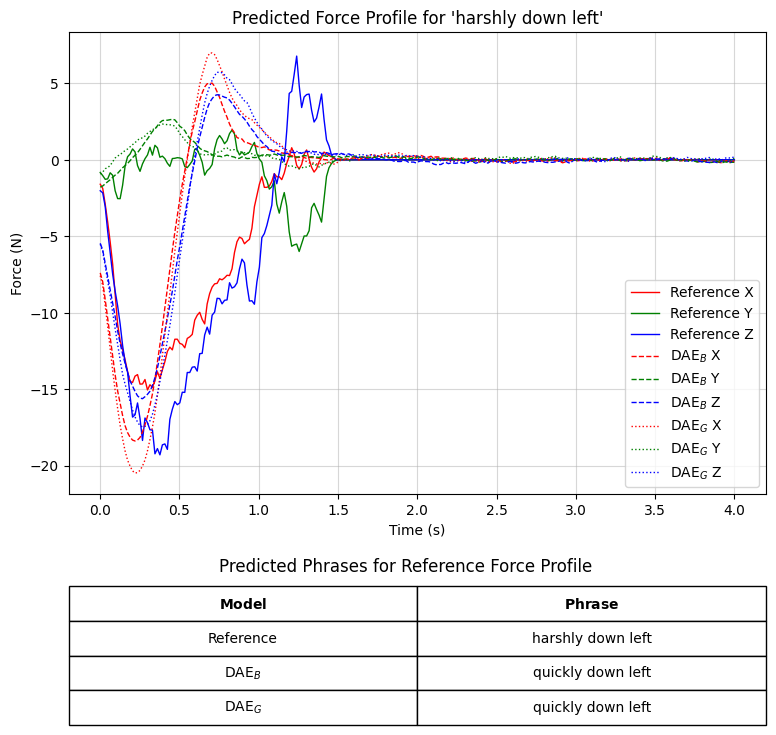 Predicted Force Profile for 'harshly down left'
Force (N)
5
0
−5
−10
−15
−20
0.0 0.5 1.0 1.5 2.0 2.5 3.0 3.5 4.0
Time (s)
Reference X
Reference Y
Reference Z
DAE_B X
DAE_B Y
DAE_B Z
DAE_G X
DAE_G Y
DAE_G Z
Predicted Phrases for Reference Force Profile
Model Phrase
Reference harshly down left
DAE_B quickly down left
DAE_G quickly down left